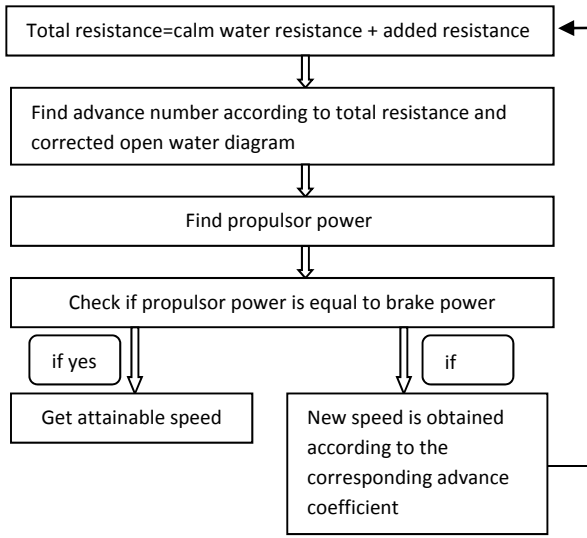 Total resistance=calm water resistance + added resistance
Find advance number according to total resistance and
corrected open water diagram
Find propulsor power
Check if propulsor power is equal to brake power
if yes
if
Get attainable speed
New speed is obtained
according to the
corresponding advance
coefficient